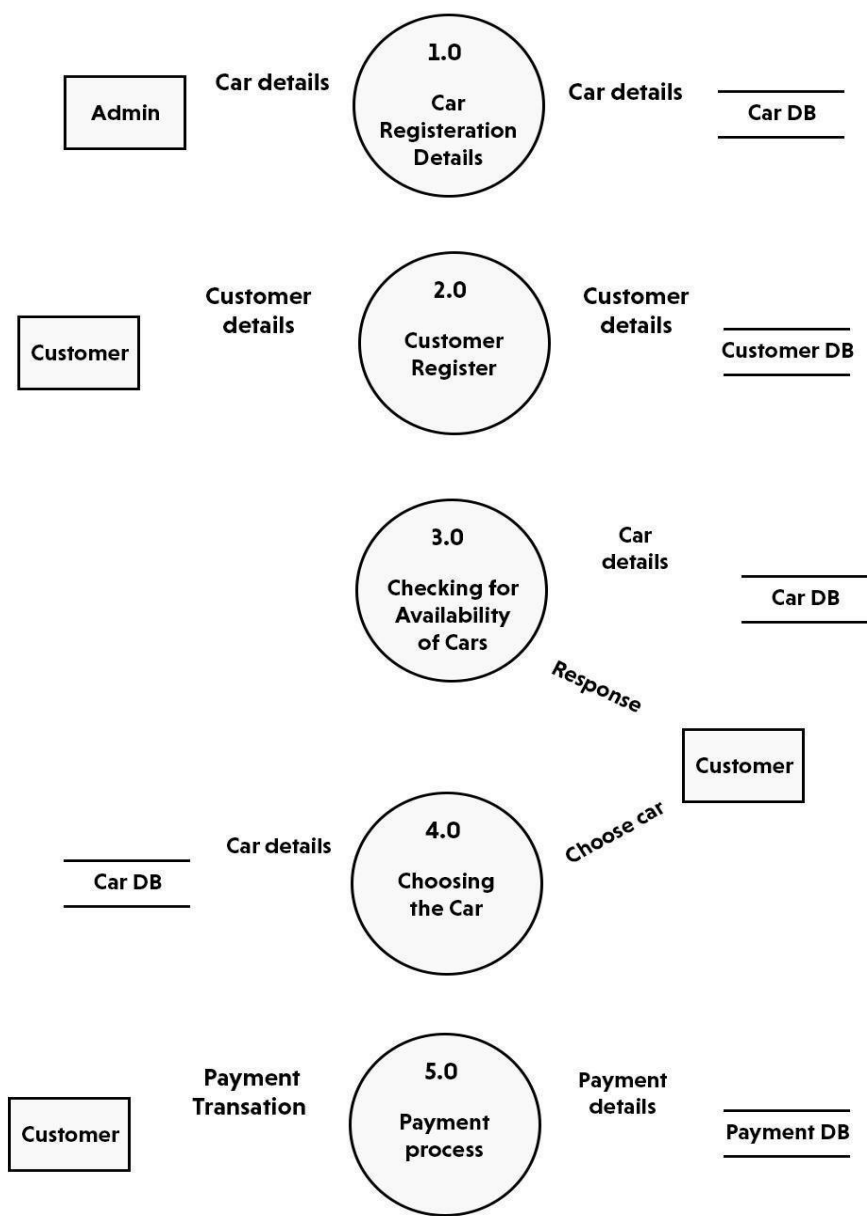 1.0
Car details
Car details
Admin
Car
Registeration
Details
Car DB
2.0
Customer
details
Customer
details
Customer
Customer
Register
Customer DB
3.0
Car
details
Checking for
Availability
of Cars
Car DB
Response
Customer
4.0
Choose car
Car details
Car DB
Choosing
the Car
5.0
Payment
Transation
Payment
details
Customer
Payment
process
Payment DB